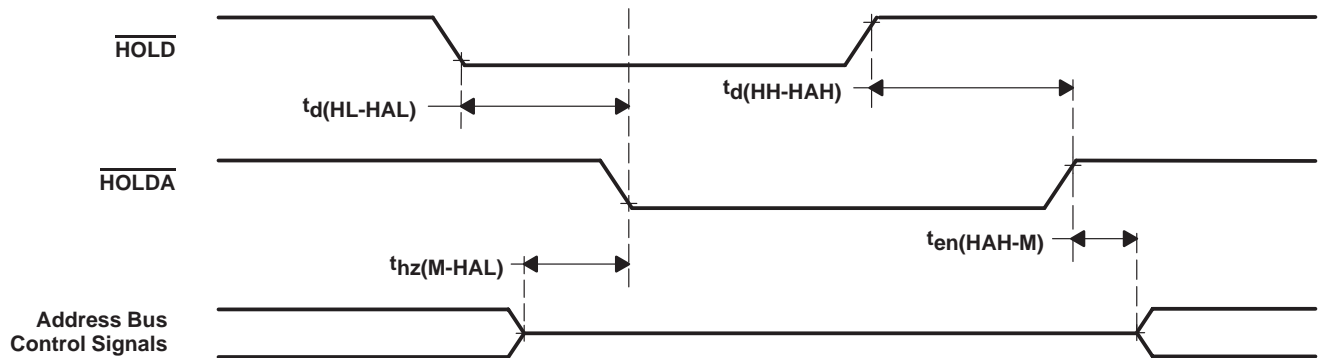 HOLD
td(HL-HAL)
td(HH-HAH)
HOLDA
ten(HAH-M)
thz(M-HAL)
Address Bus
Control Signals